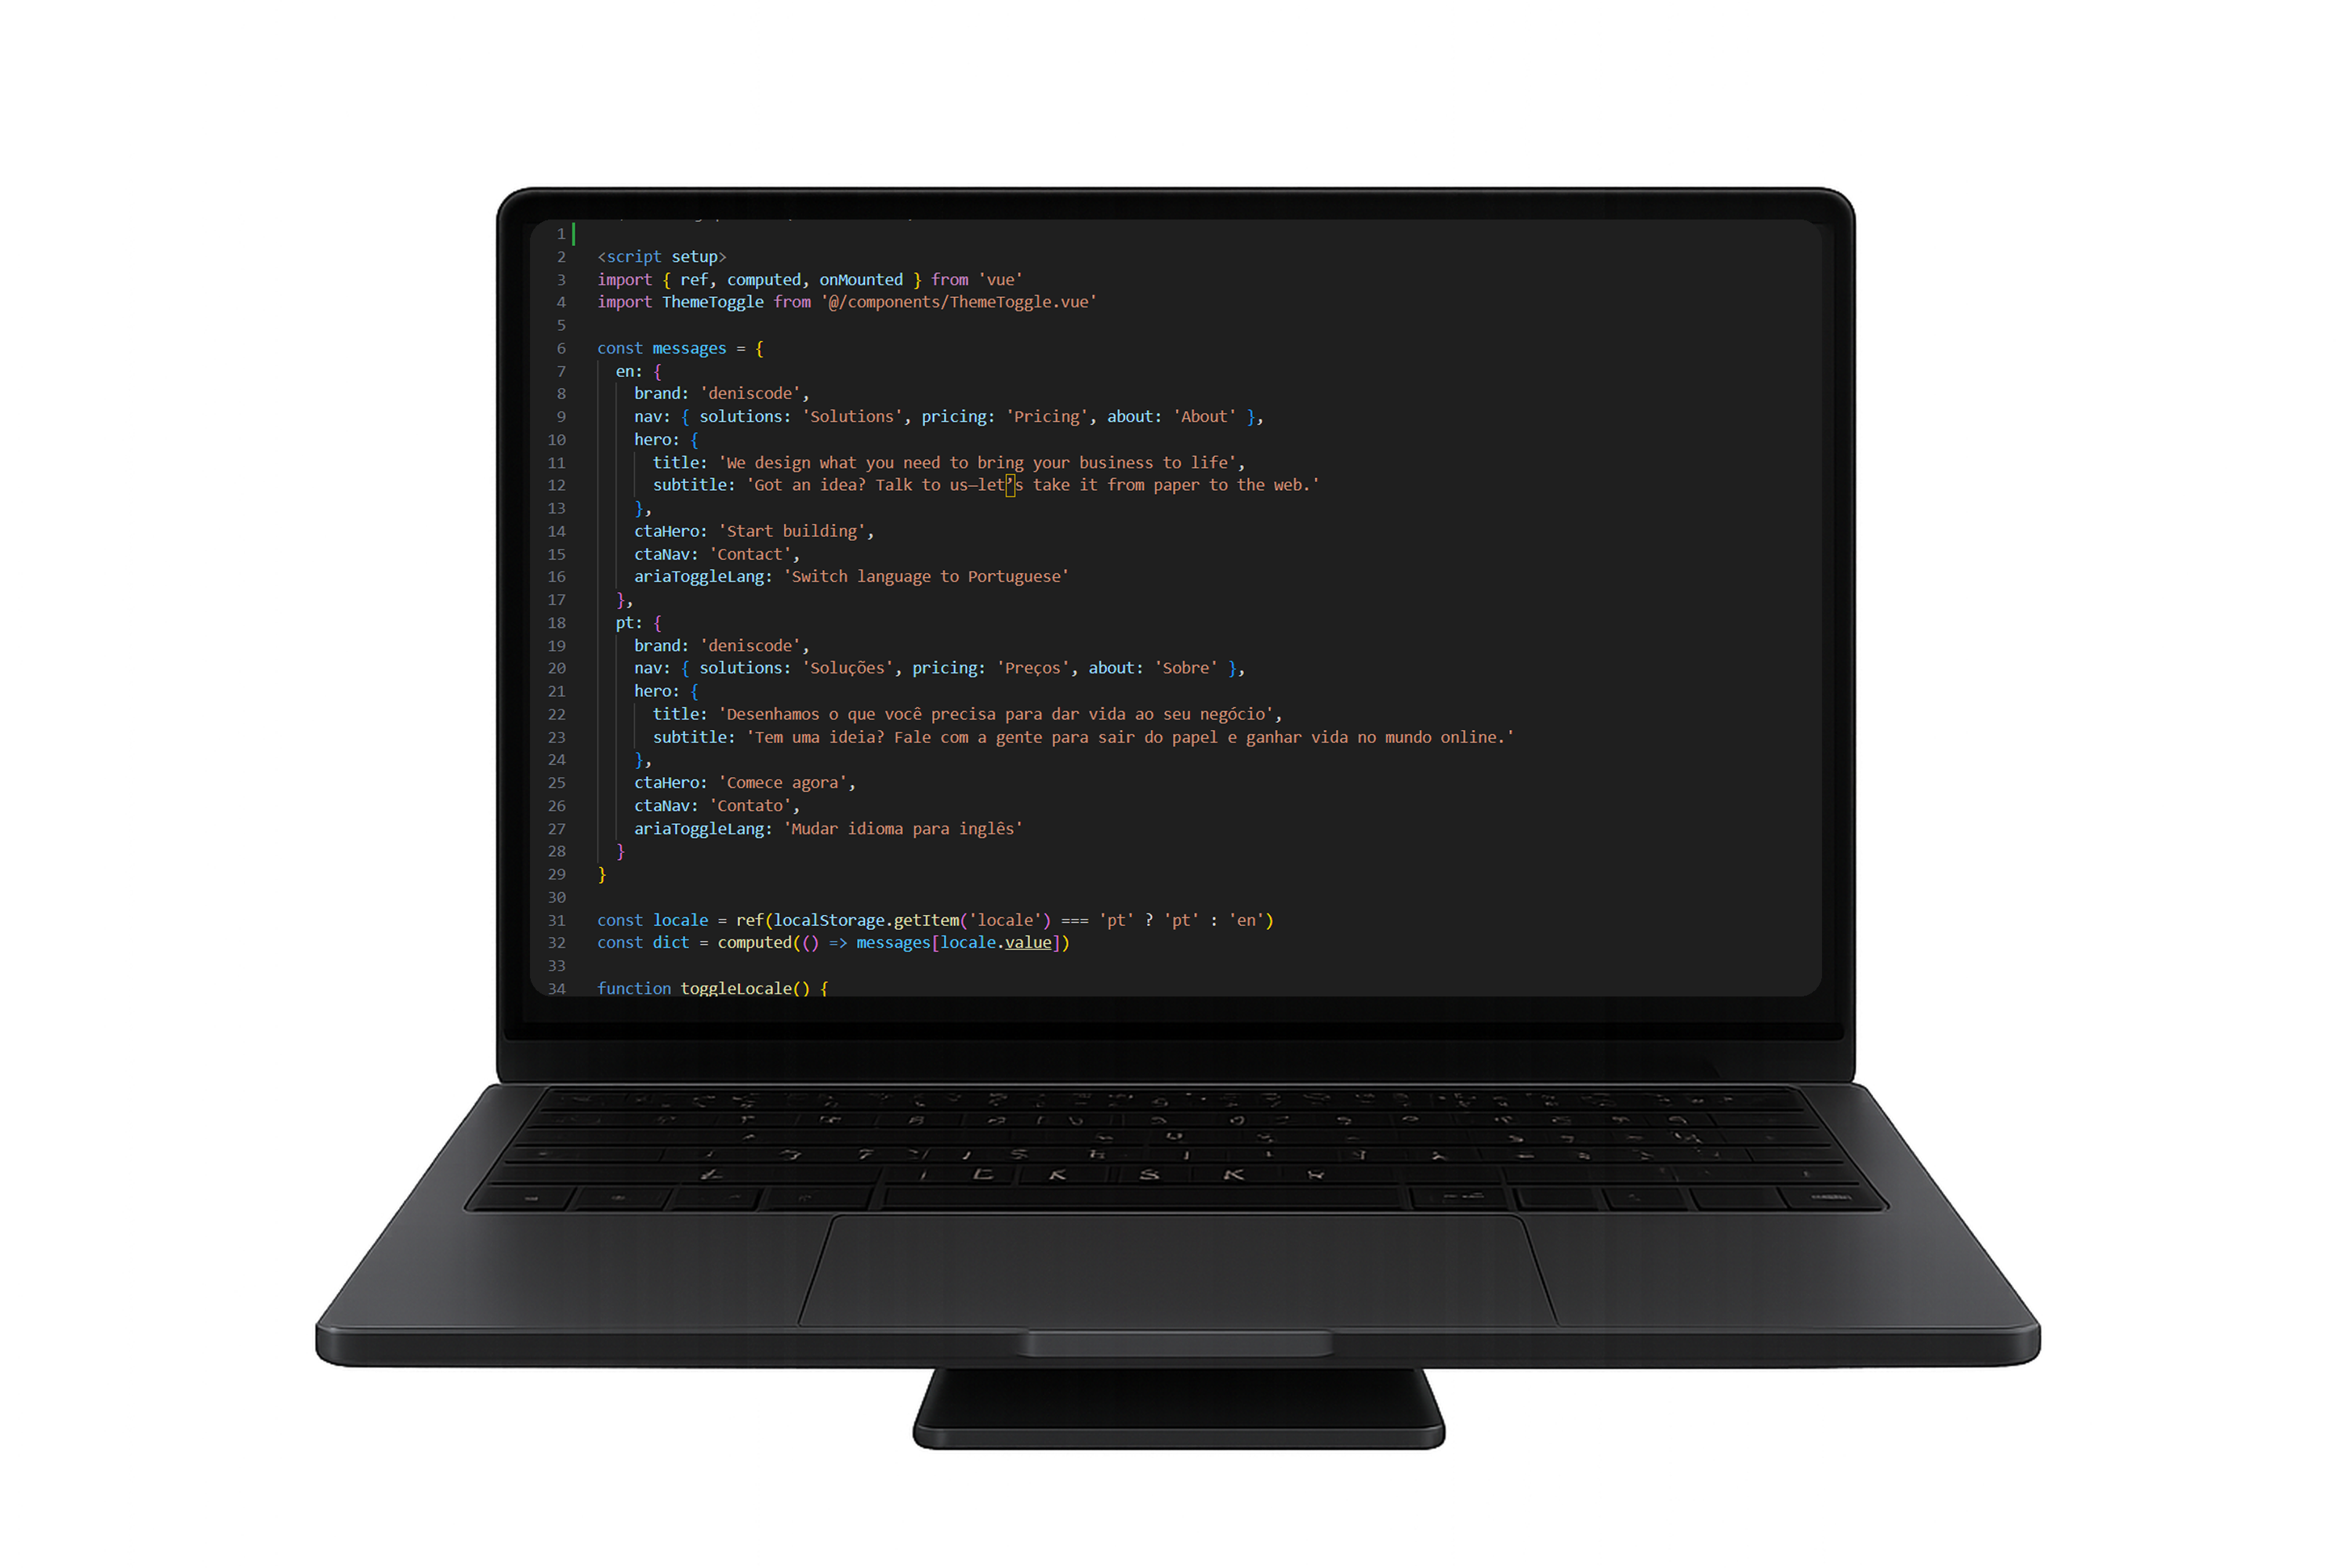 1
2 <script setup>
3 import { ref, computed, onMounted } from 'vue'
4 import ThemeToggle from '@/components/ThemeToggle.vue'
5
6 const messages = {
7 en: {
8 brand: 'deniscode',
9 nav: { solutions: 'Solutions', pricing: 'Pricing', about: 'About' },
10 hero: {
11 title: 'We design what you need to bring your business to life',
12 subtitle: 'Got an idea? Talk to us—let’s take it from paper to the web.'
13 },
14 ctaHero: 'Start building',
15 ctaNav: 'Contact',
16 ariaToggleLang: 'Switch language to Portuguese'
17 },
18 pt: {
19 brand: 'deniscode',
20 nav: { solutions: 'Soluções', pricing: 'Preços', about: 'Sobre' },
21 hero: {
22 title: 'Desenhamos o que você precisa para dar vida ao seu negócio',
23 subtitle: 'Tem uma ideia? Fale com a gente para sair do papel e ganhar vida no mundo online.'
24 },
25 ctaHero: 'Comece agora',
26 ctaNav: 'Contato',
27 ariaToggleLang: 'Mudar idioma para inglês'
28 }
29 }
30
31 const locale = ref(localStorage.getItem('locale') === 'pt' ? 'pt' : 'en')
32 const dict = computed(() => messages[locale.value])
33
34 function toggleLocale() {